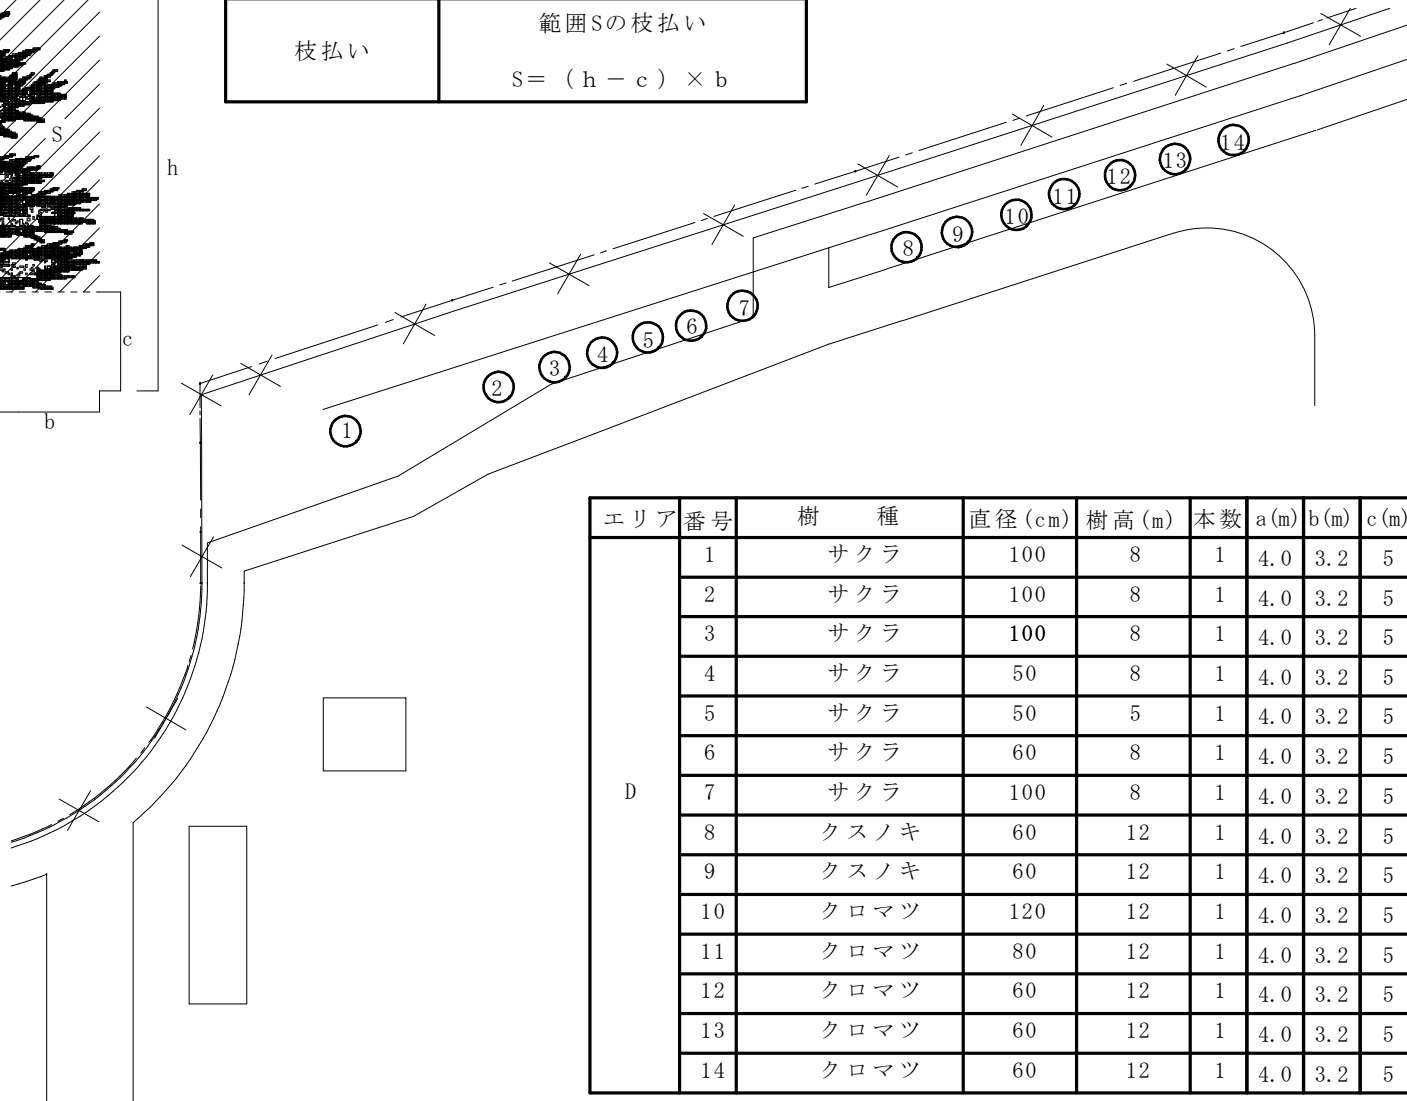 枝払い
範囲Sの枝払い
S＝（h－c）×b
S
h
c
b
1
2
3
4
5
6
7
8
9
10
11
12
13
14
エリア 番号 樹　種 直径(cm) 樹高(m) 本数 a(m) b(m) c(m)
D
1 サクラ 100 8 1 4.0 3.2 5
2 サクラ 100 8 1 4.0 3.2 5
3 サクラ 100 8 1 4.0 3.2 5
4 サクラ 50 8 1 4.0 3.2 5
5 サクラ 50 5 1 4.0 3.2 5
6 サクラ 60 8 1 4.0 3.2 5
7 サクラ 100 8 1 4.0 3.2 5
8 クスノキ 60 12 1 4.0 3.2 5
9 クスノキ 60 12 1 4.0 3.2 5
10 クロマツ 120 12 1 4.0 3.2 5
11 クロマツ 80 12 1 4.0 3.2 5
12 クロマツ 60 12 1 4.0 3.2 5
13 クロマツ 60 12 1 4.0 3.2 5
14 クロマツ 60 12 1 4.0 3.2 5